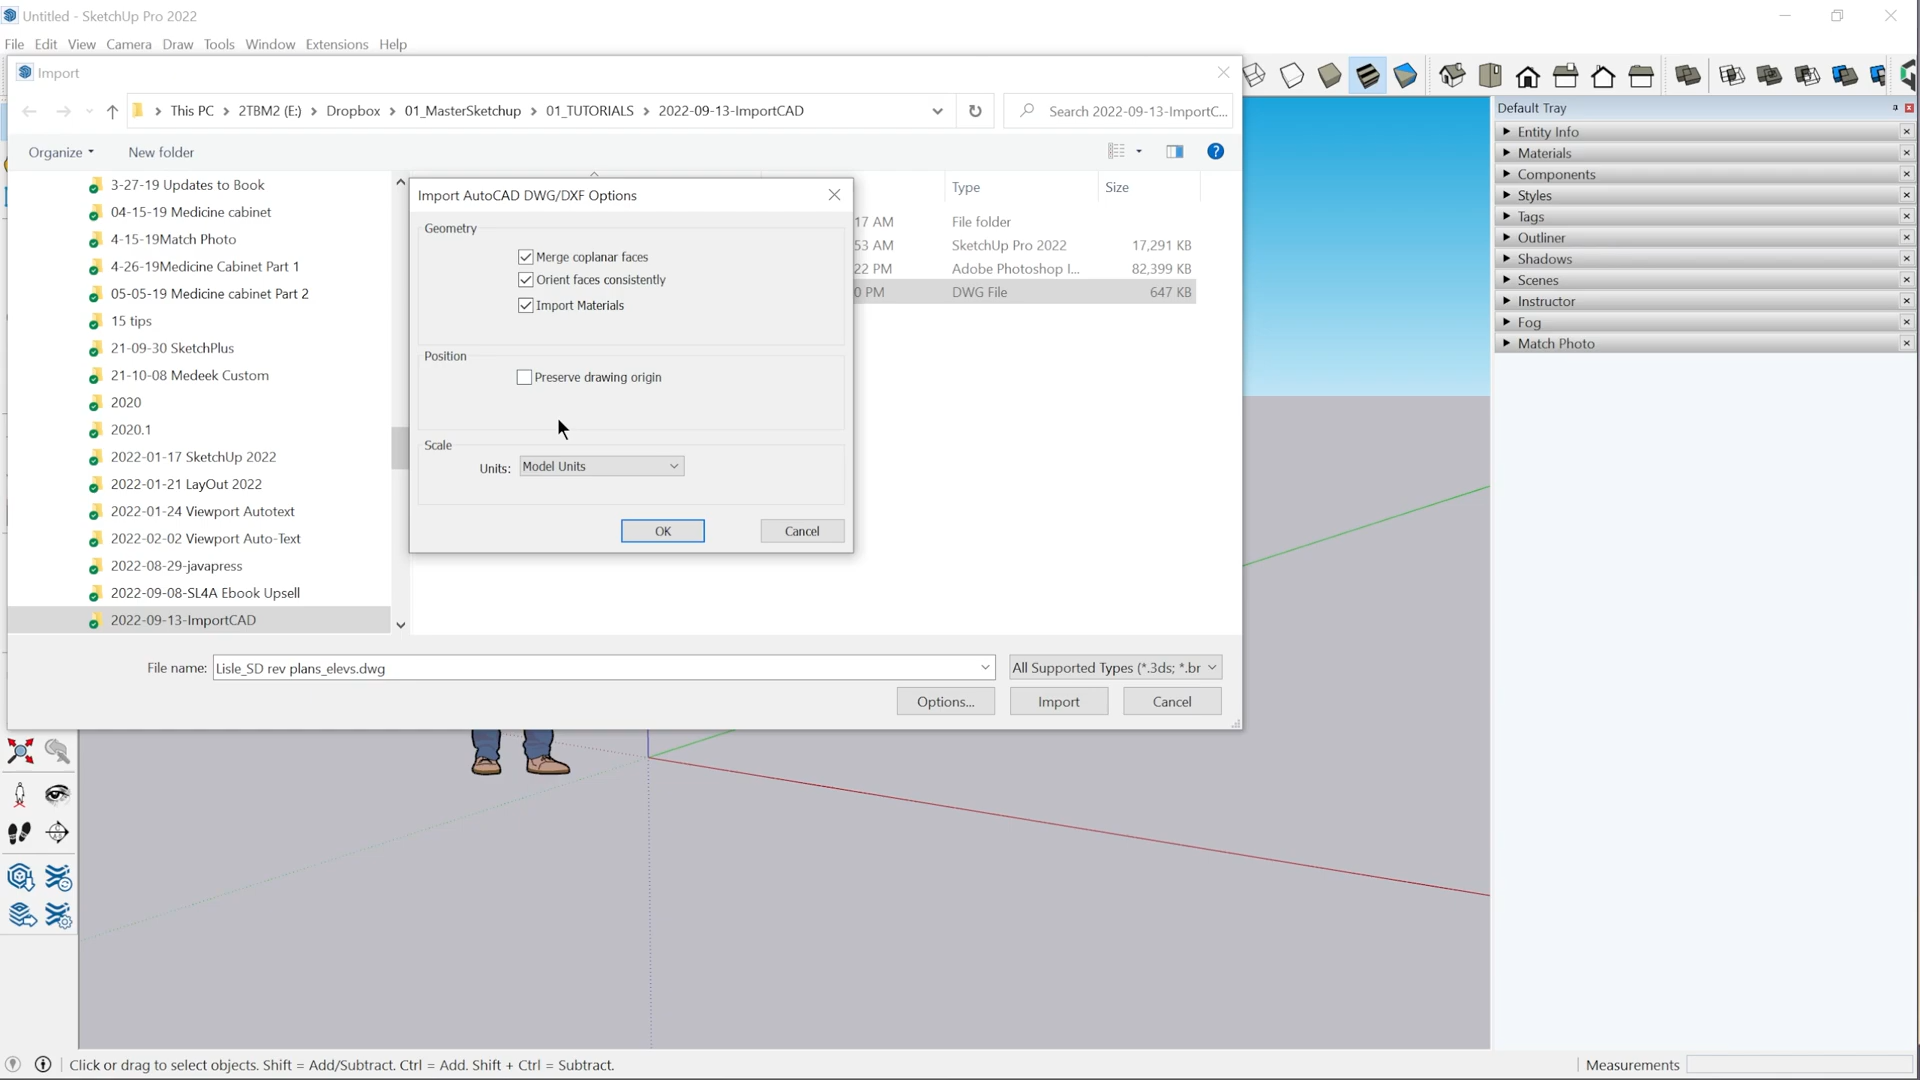 Untitled - SketchUp Pro 2022
File Edit View Camera Draw Tools Window Extensions Help
Import
This PC > 2TBM2 (E:) > Dropbox > 01_MasterSketchup > 01_TUTORIALS > 2022-09-13-ImportCAD
Search 2022-09-13-ImportC...
Organize New folder
3-27-19 Updates to Book
04-15-19 Medicine cabinet
4-15-19Match Photo
4-26-19Medicine Cabinet Part 1
05-05-19 Medicine cabinet Part 2
15 tips
21-09-30 SketchPlus
21-10-08 Medeek Custom
2020
2020.1
2022-01-17 SketchUp 2022
2022-01-21 LayOut 2022
2022-01-24 Viewport Autotext
2022-02-02 Viewport Auto-Text
2022-08-29-javapress
2022-09-08-SL4A Ebook Upsell
2022-09-13-ImportCAD
Import AutoCAD DWG/DXF Options
Geometry
Merge coplanar faces
Orient faces consistently
Import Materials
Position
Preserve drawing origin
Scale
Units: Model Units
OK Cancel
Type Size
17 AM File folder
53 AM SketchUp Pro 2022 17,291 KB
22 PM Adobe Photoshop I... 82,399 KB
0 PM DWG File 647 KB
File name: Lisle_SD rev plans_elevs.dwg
All Supported Types (*.3ds; *.br
Options... Import Cancel
Default Tray
Entity Info
Materials
Components
Styles
Tags
Outliner
Shadows
Scenes
Instructor
Fog
Match Photo
Click or drag to select objects. Shift = Add/Subtract. Ctrl = Add. Shift + Ctrl = Subtract.
Measurements